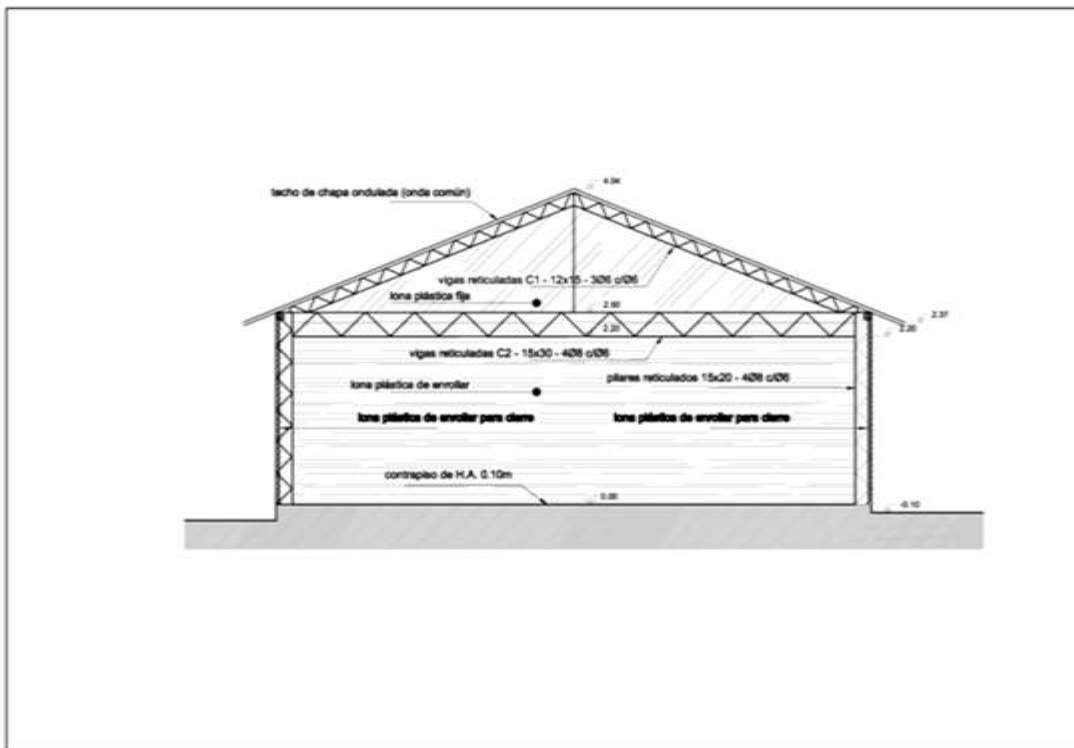 4.04
techo de chapa ondulada (onda común)
vigas reticuladas C1 - 12x15 - 3Ø6 c/Ø6
lona plástica fija
2.50
2.37
2.20
2.20
vigas reticuladas C2 - 15x30 - 4Ø8 c/Ø6
pilares reticulados 15x20 - 4Ø8 c/Ø6
lona plástica de enrollar
lona plástica de enrollar para cierre
lona plástica de enrollar para cierre
contrapiso de H.A. 0.10m
0.00
-0.10